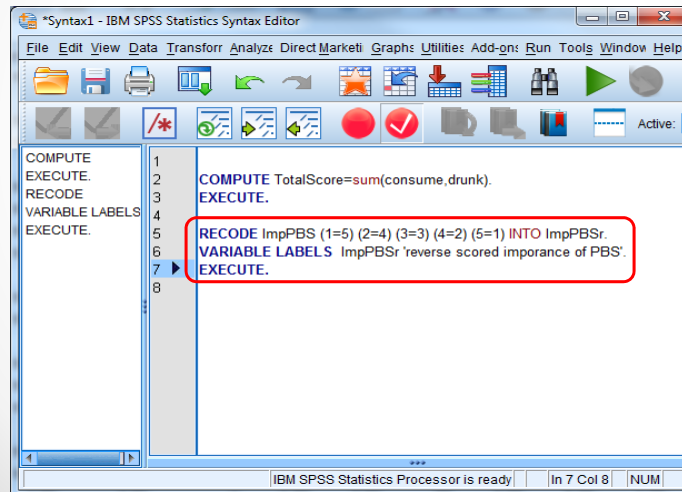 *Syntax1 - IBM SPSS Statistics Syntax Editor
File Edit View Data Transforr Analyze Direct Marketi Graphs Utilities Add-ons Run Tools Window Help
Active:
COMPUTE
EXECUTE.
RECODE
VARIABLE LABELS
EXECUTE.
1
2 COMPUTE TotalScore=sum(consume,drunk).
3 EXECUTE.
4
5 RECODE ImpPBS (1=5) (2=4) (3=3) (4=2) (5=1) INTO ImpPBSr.
6 VARIABLE LABELS ImpPBSr 'reverse scored imporance of PBS'.
7 EXECUTE.
8
IBM SPSS Statistics Processor is ready In 7 Col 8 NUM